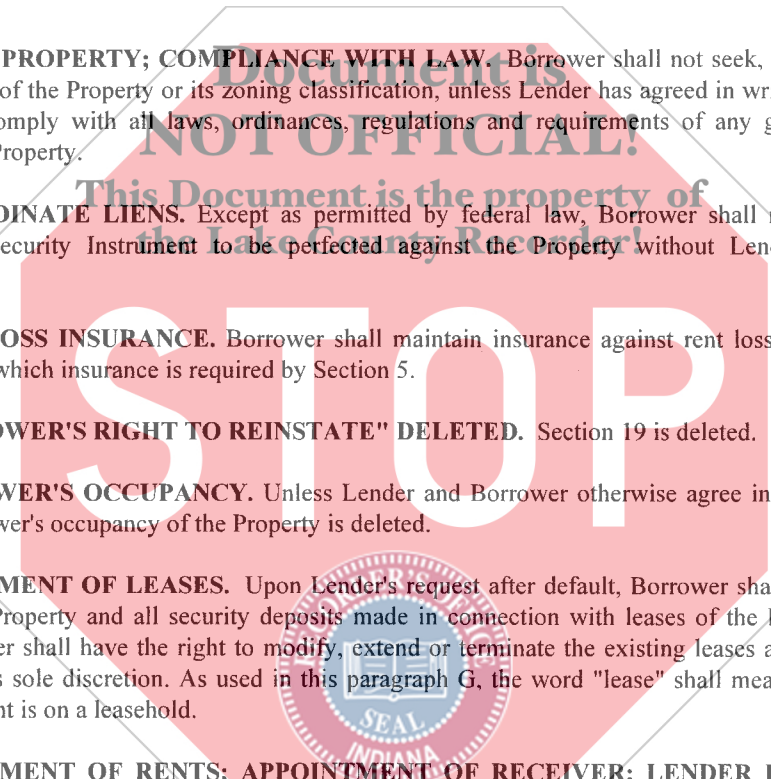 PROPERTY; COMPLIANCE WITH LAW. Borrower shall not seek,
of the Property or its zoning classification, unless Lender has agreed in wr
omply with all laws, ordinances, regulations and requirements of any g
Property.
DINATE LIENS. Except as permitted by federal law, Borrower shall
ecurity Instrument to be perfected against the Property without Lend
OSS INSURANCE. Borrower shall maintain insurance against rent loss
which insurance is required by Section 5.
OWER'S RIGHT TO REINSTATE" DELETED. Section 19 is deleted.
WER'S OCCUPANCY. Unless Lender and Borrower otherwise agree in
wer's occupancy of the Property is deleted.
MENT OF LEASES. Upon Lender's request after default, Borrower sha
Property and all security deposits made in connection with leases of the
er shall have the right to modify, extend or terminate the existing leases a
s sole discretion. As used in this paragraph G, the word "lease" shall mea
nt is on a leasehold.
MENT OF RENTS; APPOINTMENT OF RECEIVER; LENDER I
Document is
NOT OFFICIAL!
This Document is the property of
the Lake County Recorder!
STOP
RECORDER'S OFFICE
SEAL
INDIANA